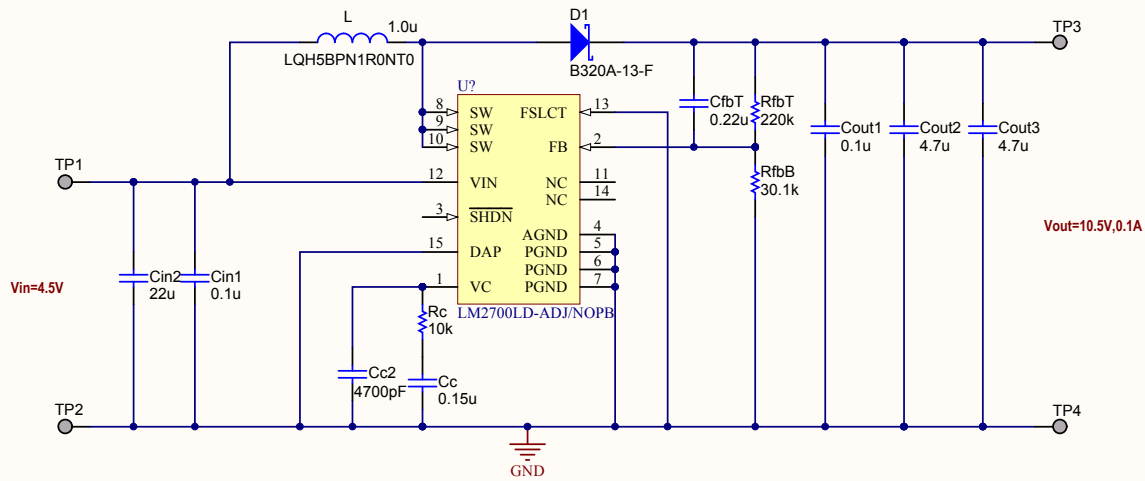 L
1.0u
LQH5BPN1R0NT0
D1
B320A-13-F
TP3
U?
8 SW FSLCT 13
9 SW
10 SW FB 2
12 VIN NC 11
NC 14
3 SHDN
AGND 4
15 DAP PGND 5
PGND 6
1 VC PGND 7
LM2700LD-ADJ/NOPB
CfbT
0.22u
RfbT
220k
RfbB
30.1k
Cout1
0.1u
Cout2
4.7u
Cout3
4.7u
TP1
Vin=4.5V
Cin2
22u
Cin1
0.1u
Rc
10k
Cc2
4700pF
Cc
0.15u
Vout=10.5V,0.1A
TP2
TP4
GND